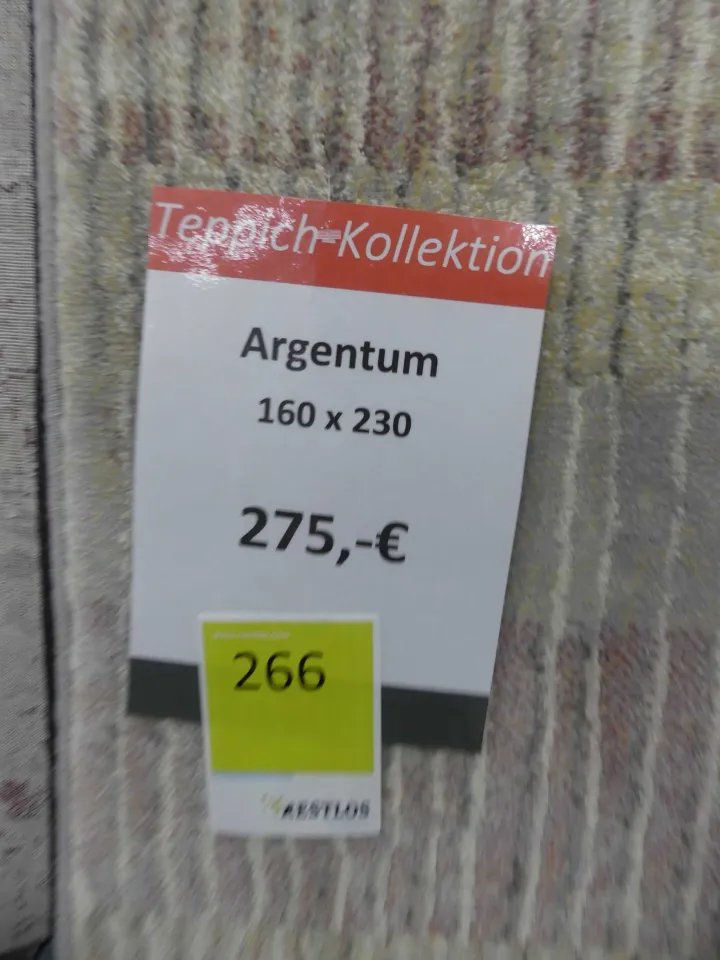 Teppich-Kollektion
Argentum
160 x 230
275,-€
266
RESTLOS